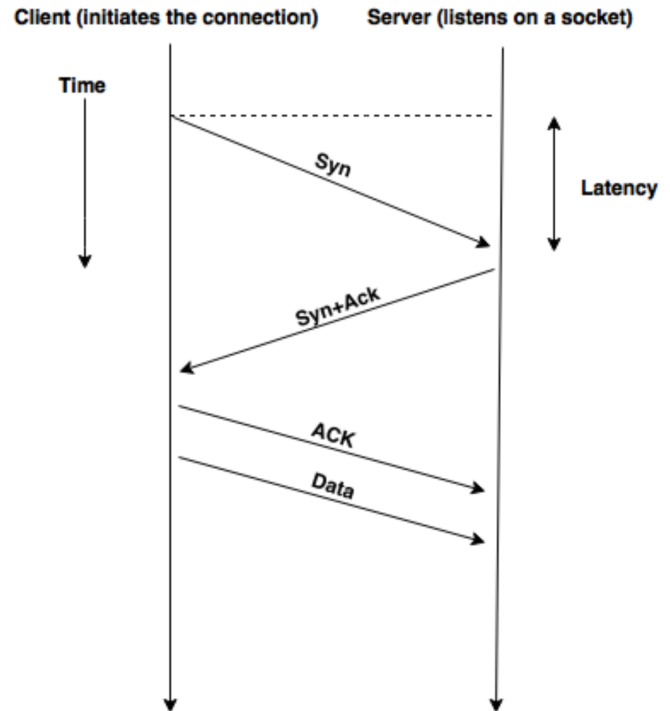 Client (initiates the connection)
Server (listens on a socket)
Time
Syn
Latency
Syn+Ack
ACK
Data